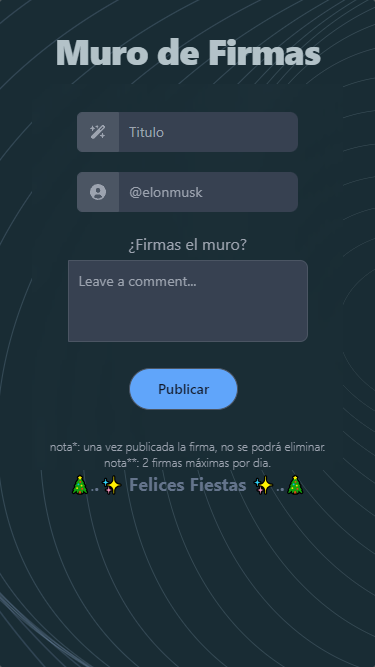 Muro de Firmas
Titulo
@elonmusk
¿Firmas el muro?
Leave a comment...
Publicar
nota*: una vez publicada la firma, no se podrá eliminar.
nota**: 2 firmas máximas por dia.
🎄..✨ Felices Fiestas ✨..🎄